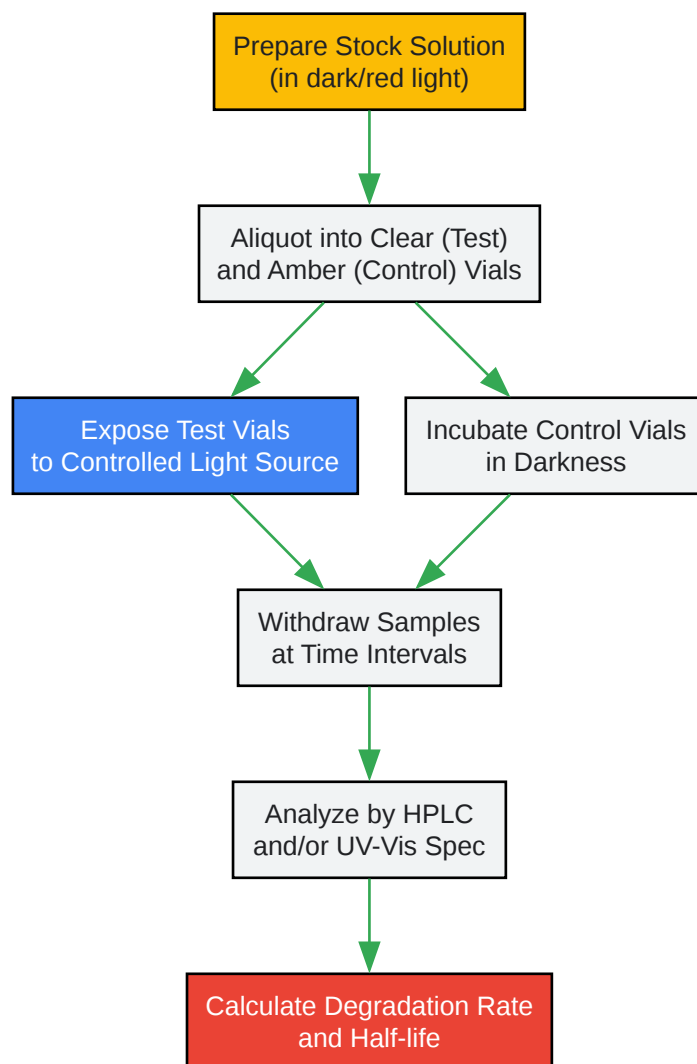 Prepare Stock Solution
(in dark/red light)
Aliquot into Clear (Test)
and Amber (Control) Vials
Expose Test Vials
to Controlled Light Source
Incubate Control Vials
in Darkness
Withdraw Samples
at Time Intervals
Analyze by HPLC
and/or UV-Vis Spec
Calculate Degradation Rate
and Half-life